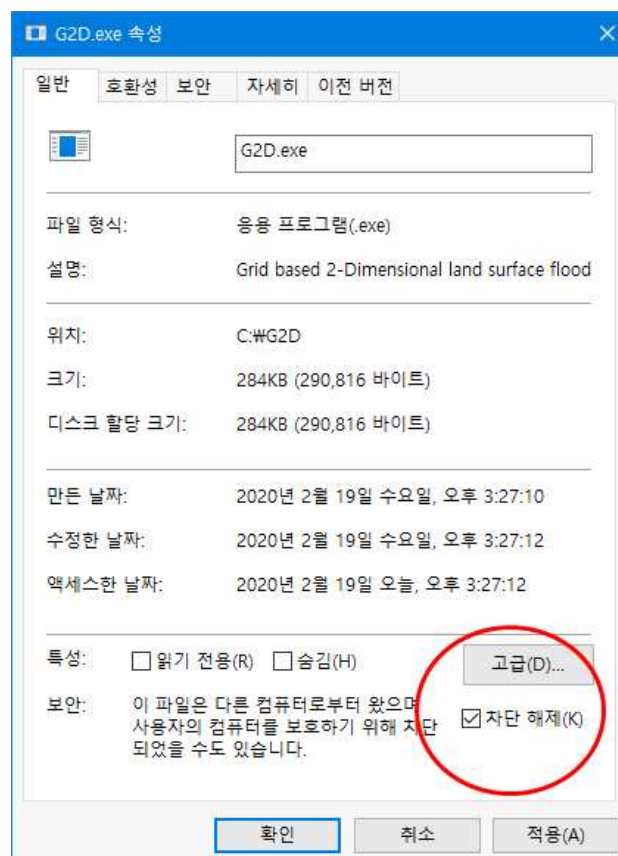 G2D.exe 속성
일반 호환성 보안 자세히 이전 버전
G2D.exe
파일 형식: 응용 프로그램(.exe)
설명: Grid based 2-Dimensional land surface flood
위치: C:₩G2D
크기: 284KB (290,816 바이트)
디스크 할당 크기: 284KB (290,816 바이트)
만든 날짜: 2020년 2월 19일 수요일, 오후 3:27:10
수정한 날짜: 2020년 2월 19일 수요일, 오후 3:27:12
액세스한 날짜: 2020년 2월 19일 오늘, 오후 3:27:12
특성: 읽기 전용(R) 숨김(H) 고급(D)...
보안: 이 파일은 다른 컴퓨터로부터 왔으며
사용자의 컴퓨터를 보호하기 위해 차단 차단 해제(K)
되었을 수도 있습니다.
확인 취소 적용(A)